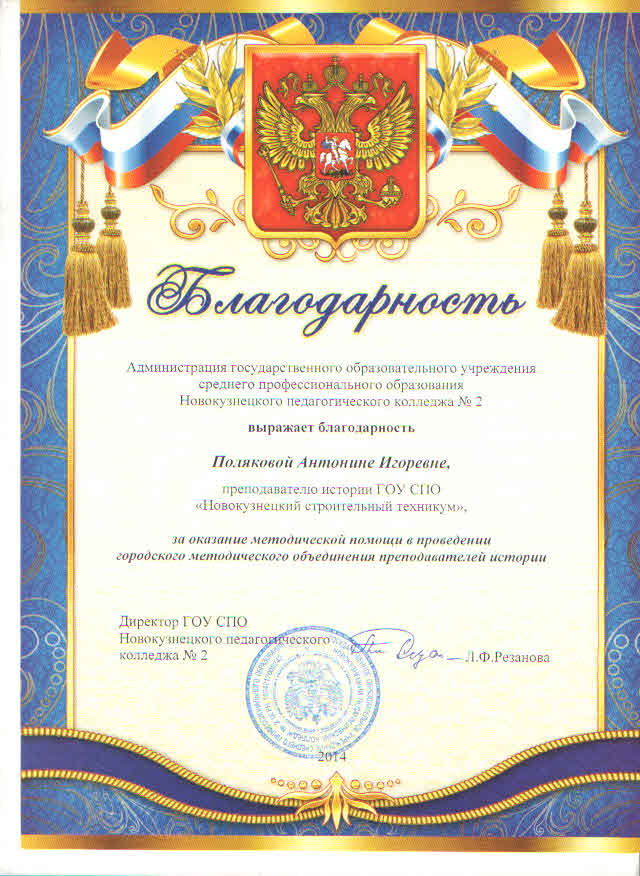 Благодарность
Администрация государственного образовательного учреждения
среднего профессионального образования
Новокузнецкого педагогического колледжа № 2
выражает благодарность
Поляковой Антонине Игоревне,
преподавателю истории ГОУ СПО
«Новокузнецкий строительный техникум»,
за оказание методической помощи в проведении
городского методического объединения преподавателей истории
Директор ГОУ СПО
Новокузнецкого педагогического
колледжа № 2
Л.Ф.Резанова
2014